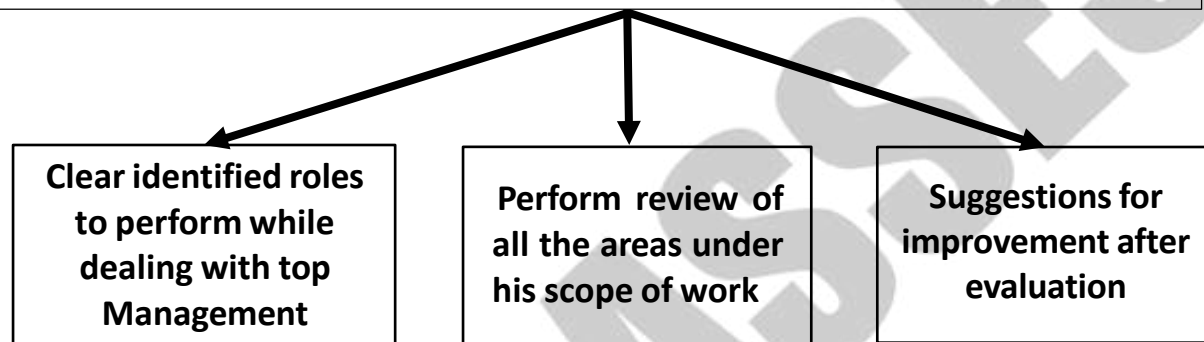 Clear identified roles
to perform while
dealing with top
Management
Perform review of
all the areas under
his scope of work
Suggestions for
improvement after
evaluation